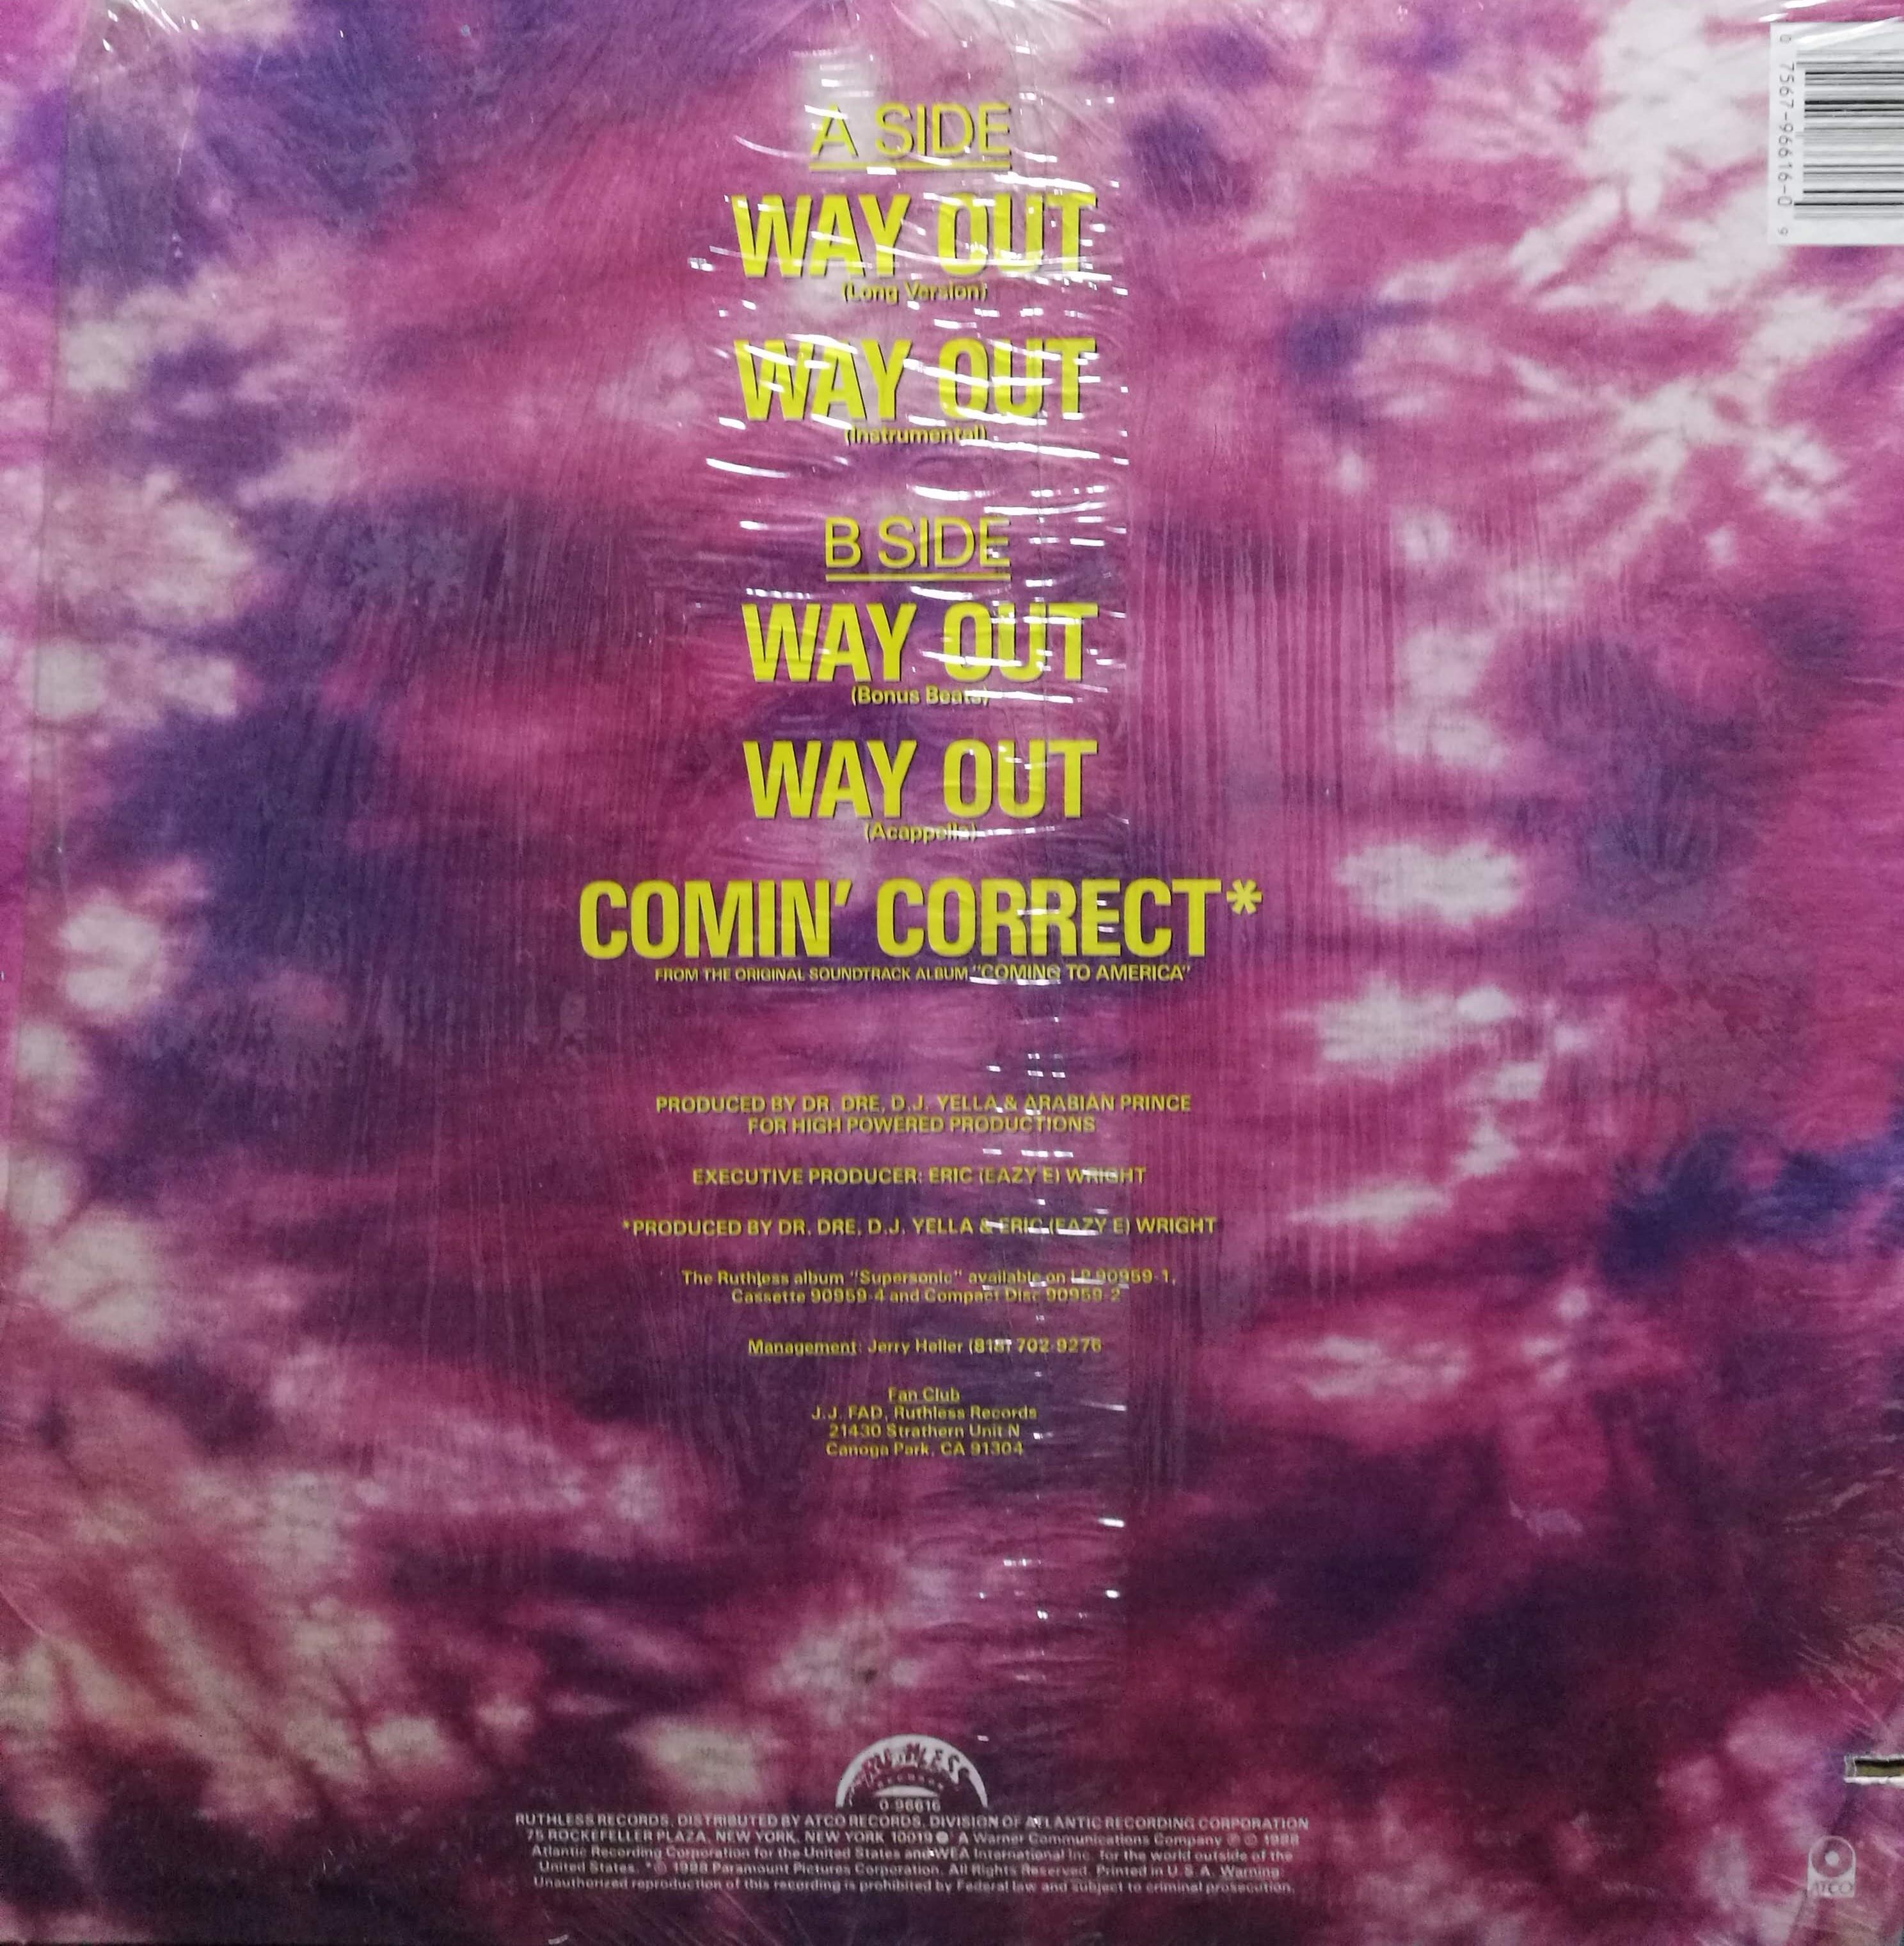 A SIDE
WAY OUT
(Long Version)
WAY OUT
(Instrumental)
B SIDE
WAY OUT
(Bonus Beats)
WAY OUT
(Acappella)
COMIN' CORRECT*
FROM THE ORIGINAL SOUNDTRACK ALBUM "COMING TO AMERICA"
PRODUCED BY DR. DRE, D.J. YELLA & ARABIAN PRINCE
FOR HIGH POWERED PRODUCTIONS
EXECUTIVE PRODUCER: ERIC (EAZY E) WRIGHT
*PRODUCED BY DR. DRE, D.J. YELLA & ERIC (EAZY E) WRIGHT
The Ruthless album "Supersonic" available on LP 90959-1,
Cassette 90959-4 and Compact Disc 90959-2
Management: Jerry Heller (818) 702-9276
Fan Club
J.J. FAD, Ruthless Records
21430 Strathern Unit N
Canoga Park, CA 91304
RUTHLESS
RECORDS
0-96616
RUTHLESS RECORDS, DISTRIBUTED BY ATCO RECORDS, DIVISION OF ATLANTIC RECORDING CORPORATION
75 ROCKEFELLER PLAZA, NEW YORK, NEW YORK 10019 A Warner Communications Company ℗ © 1988
Atlantic Recording Corporation for the United States and WEA International Inc. for the world outside of the
United States. *℗ 1988 Paramount Pictures Corporation. All Rights Reserved. Printed in U.S.A. Warning:
Unauthorized reproduction of this recording is prohibited by Federal law and subject to criminal prosecution.
0 7567-96616-0 9
ATCO